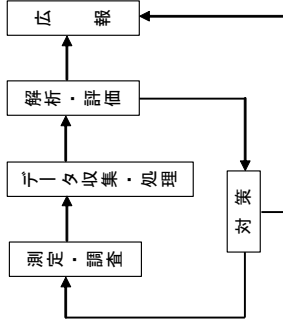 広報
解析・評価
データ収集・処理
測定・調査
対策